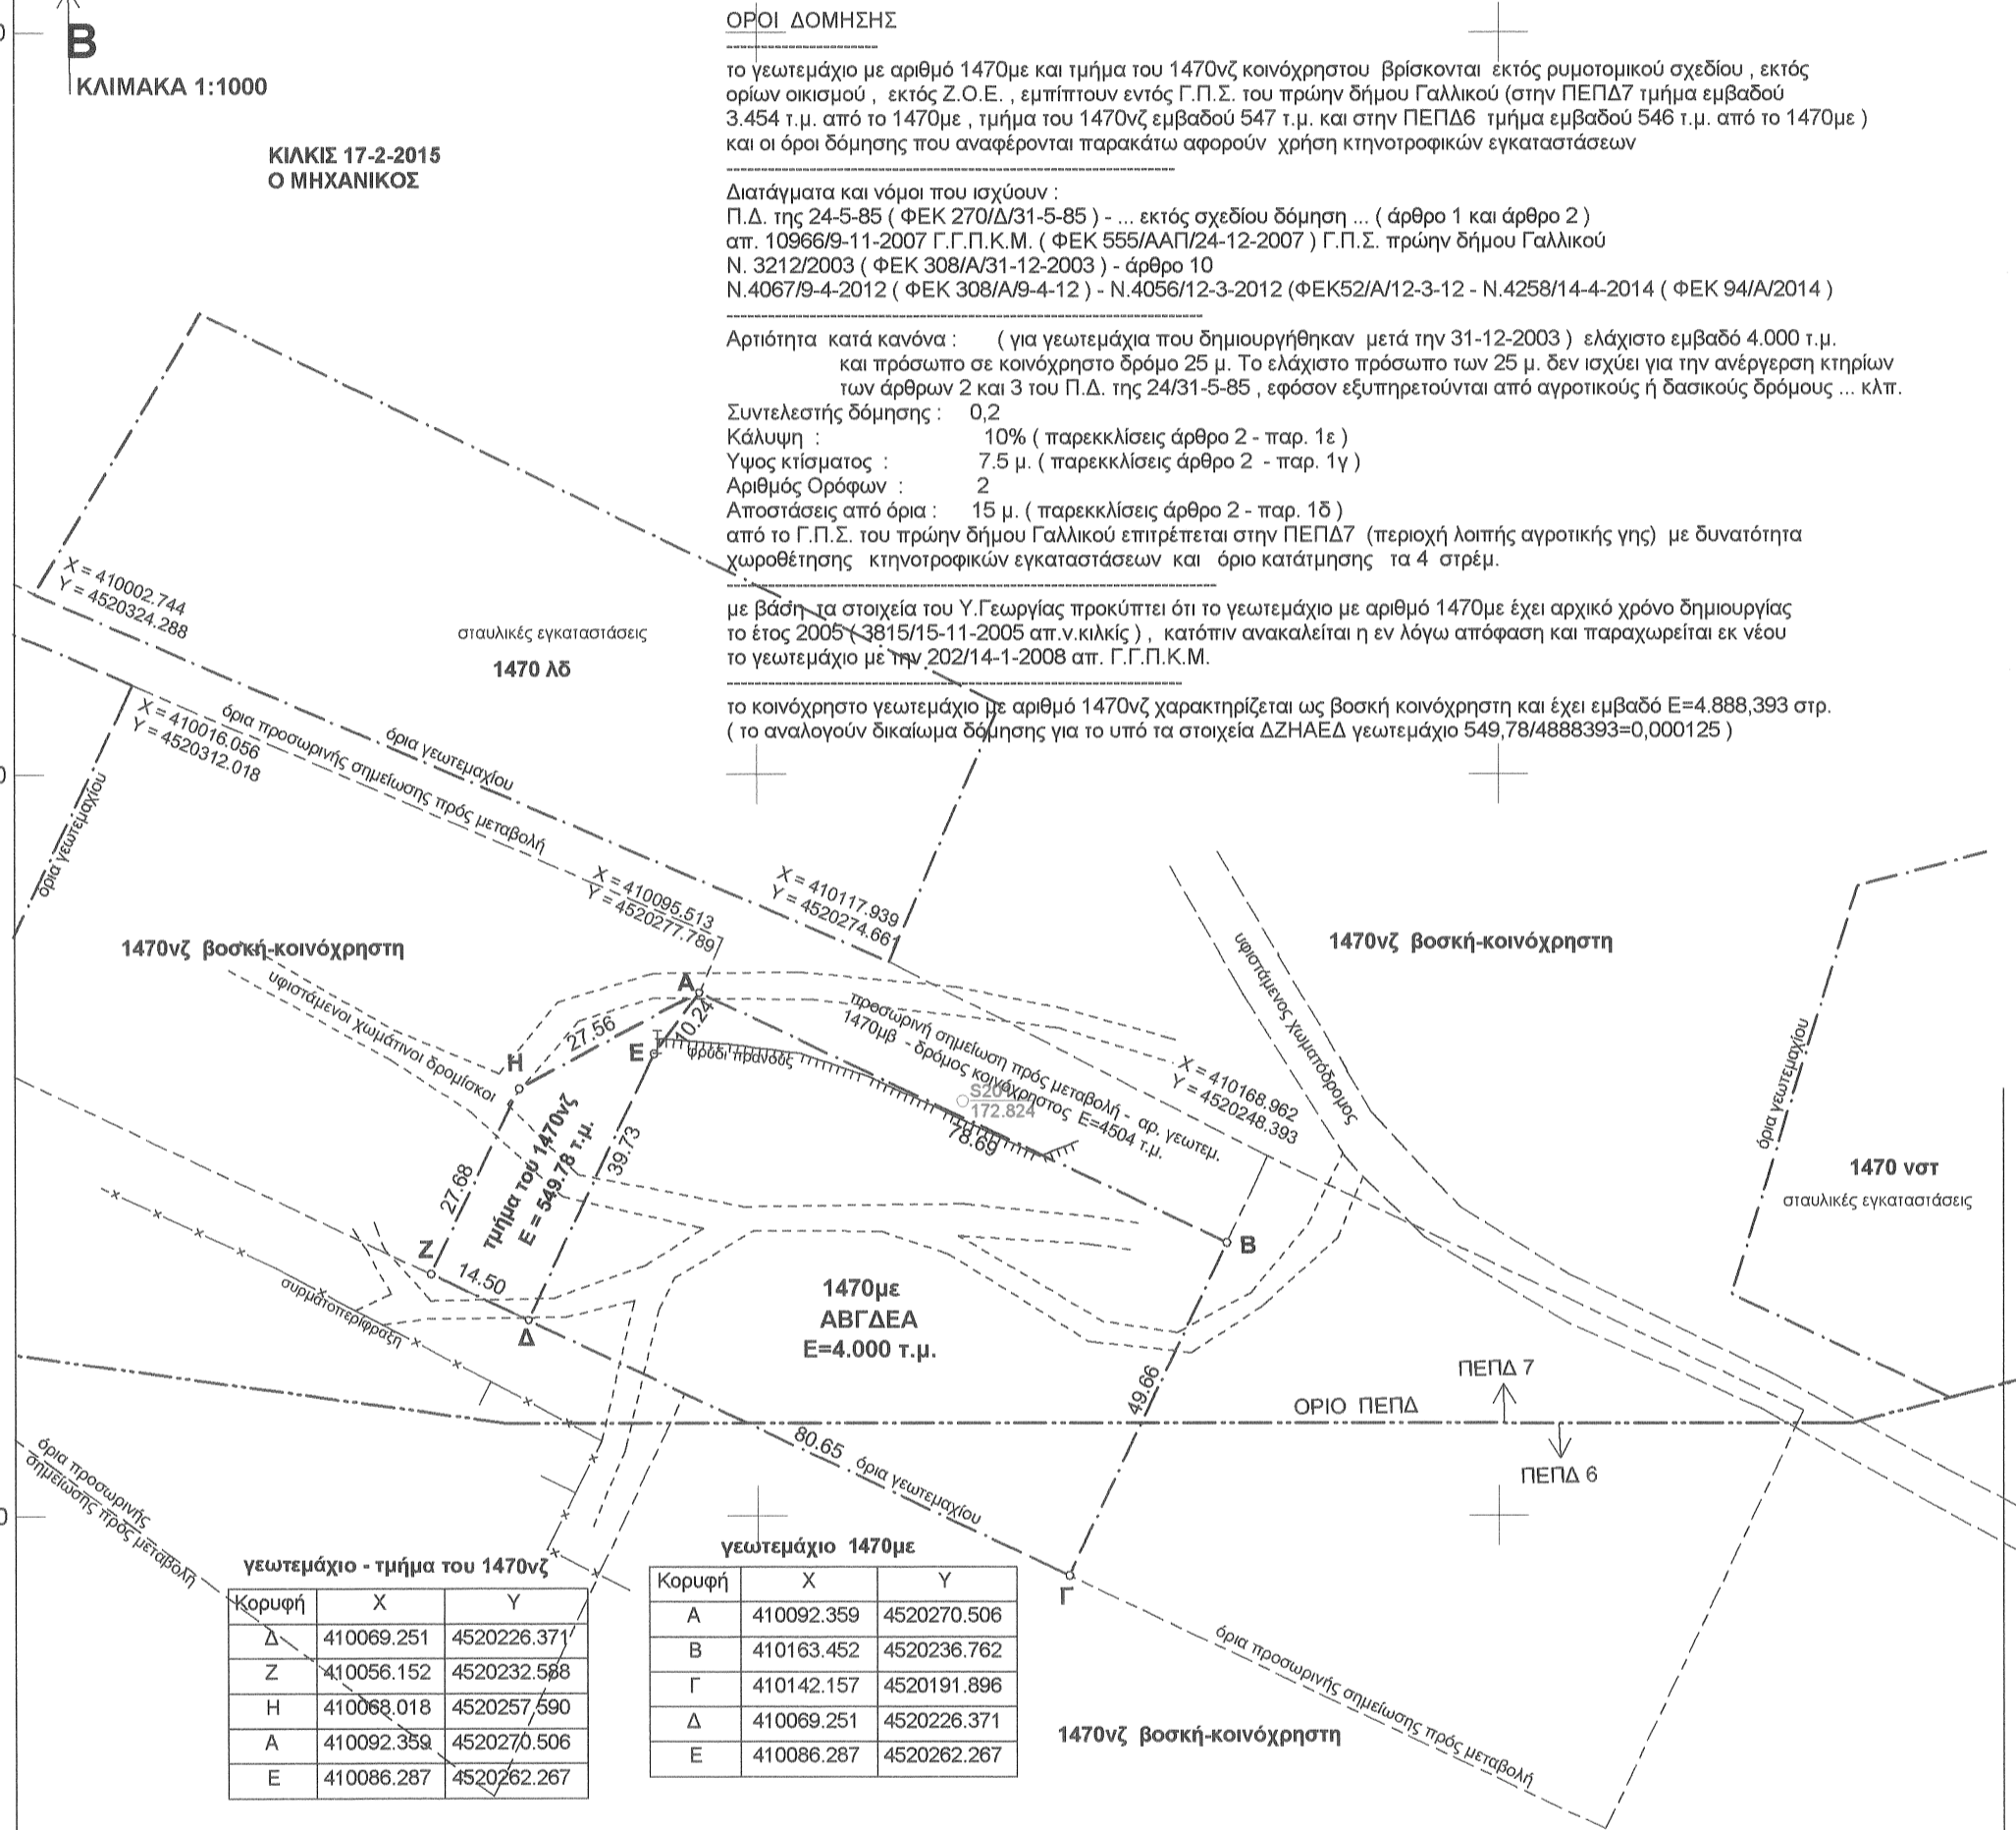 Β
ΚΛΙΜΑΚΑ 1:1000
ΚΙΛΚΙΣ 17-2-2015
Ο ΜΗΧΑΝΙΚΟΣ
ΟΡΟΙ ΔΟΜΗΣΗΣ
το γεωτεμάχιο με αριθμό 1470με και τμήμα του 1470νζ κοινόχρηστου βρίσκονται εκτός ρυμοτομικού σχεδίου , εκτός
ορίων οικισμού , εκτός Ζ.Ο.Ε. , εμπίπτουν εντός Γ.Π.Σ. του πρώην δήμου Γαλλικού (στην ΠΕΠΔ7 τμήμα εμβαδού
3.454 τ.μ. από το 1470με , τμήμα του 1470νζ εμβαδού 547 τ.μ. και στην ΠΕΠΔ6 τμήμα εμβαδού 546 τ.μ. από το 1470με )
και οι όροι δόμησης που αναφέρονται παρακάτω αφορούν χρήση κτηνοτροφικών εγκαταστάσεων
Διατάγματα και νόμοι που ισχύουν :
Π.Δ. της 24-5-85 ( ΦΕΚ 270/Δ/31-5-85 ) - ... εκτός σχεδίου δόμηση ... ( άρθρο 1 και άρθρο 2 )
απ. 10966/9-11-2007 Γ.Γ.Π.Κ.Μ. ( ΦΕΚ 555/ΑΑΠ/24-12-2007 ) Γ.Π.Σ. πρώην δήμου Γαλλικού
Ν. 3212/2003 ( ΦΕΚ 308/Α/31-12-2003 ) - άρθρο 10
Ν.4067/9-4-2012 ( ΦΕΚ 308/Α/9-4-12 ) - Ν.4056/12-3-2012 (ΦΕΚ52/Α/12-3-12 - Ν.4258/14-4-2014 ( ΦΕΚ 94/Α/2014 )
Αρτιότητα κατά κανόνα : ( για γεωτεμάχια που δημιουργήθηκαν μετά την 31-12-2003 ) ελάχιστο εμβαδό 4.000 τ.μ.
και πρόσωπο σε κοινόχρηστο δρόμο 25 μ. Το ελάχιστο πρόσωπο των 25 μ. δεν ισχύει για την ανέργερση κτηρίων
των άρθρων 2 και 3 του Π.Δ. της 24/31-5-85 , εφόσον εξυπηρετούνται από αγροτικούς ή δασικούς δρόμους ... κλπ.
Συντελεστής δόμησης : 0,2
Κάλυψη : 10% ( παρεκκλίσεις άρθρο 2 - παρ. 1ε )
Υψος κτίσματος : 7.5 μ. ( παρεκκλίσεις άρθρο 2 - παρ. 1γ )
Αριθμός Ορόφων : 2
Αποστάσεις από όρια : 15 μ. ( παρεκκλίσεις άρθρο 2 - παρ. 1δ )
από το Γ.Π.Σ. του πρώην δήμου Γαλλικού επιτρέπεται στην ΠΕΠΔ7 (περιοχή λοιπής αγροτικής γης) με δυνατότητα
χωροθέτησης κτηνοτροφικών εγκαταστάσεων και όριο κατάτμησης τα 4 στρέμ.
με βάση τα στοιχεία του Υ.Γεωργίας προκύπτει ότι το γεωτεμάχιο με αριθμό 1470με έχει αρχικό χρόνο δημιουργίας
το έτος 2005 ( 3815/15-11-2005 απ.ν.κιλκίς ) , κατόπιν ανακαλείται η εν λόγω απόφαση και παραχωρείται εκ νέου
το γεωτεμάχιο με την 202/14-1-2008 απ. Γ.Γ.Π.Κ.Μ.
το κοινόχρηστο γεωτεμάχιο με αριθμό 1470νζ χαρακτηρίζεται ως βοσκή κοινόχρηστη και έχει εμβαδό Ε=4.888,393 στρ.
( το αναλογούν δικαίωμα δόμησης για το υπό τα στοιχεία ΔΖΗΑΕΔ γεωτεμάχιο 549,78/4888393=0,000125 )
X = 410002.744
Y = 4520324.288
σταυλικές εγκαταστάσεις
1470 λδ
X = 410016.056
Y = 4520312.018
όρια προσωρινής σημείωσης πρός μεταβολή
όρια γεωτεμαχίου
όρια γεωτεμαχίου
X = 410095.513
Y = 4520277.789
X = 410117.939
Y = 4520274.661
1470νζ βοσκή-κοινόχρηστη
υφιστάμενοι χωμάτινοι δρομίσκοι
1470νζ βοσκή-κοινόχρηστη
υφιστάμενος χωματόδρομος
προσωρινή σημείωση πρός μεταβολή - αρ. γεωτεμ.
1470μβ - δρόμος κοινόχρηστος Ε=4504 τ.μ.
X = 410168.962
Y = 4520248.393
όρια γεωτεμαχίου
1470 νστ
σταυλικές εγκαταστάσεις
Α
27.56
10.24
Ε
φρύδι πρανούς
Η
172.824
78.69
τμήμα του 1470νζ
Ε = 549.78 τ.μ.
39.73
27.68
Ζ
14.50
Δ
Β
συρματοπερίφραξη
1470με
ΑΒΓΔΕΑ
Ε=4.000 τ.μ.
49.66
ΠΕΠΔ 7
ΟΡΙΟ ΠΕΠΔ
ΠΕΠΔ 6
80.65
όρια γεωτεμαχίου
Γ
όρια προσωρινής
σημείωσης πρός μεταβολή
όρια προσωρινής σημείωσης πρός μεταβολή
1470νζ βοσκή-κοινόχρηστη
γεωτεμάχιο - τμήμα του 1470νζ
Κορυφή X Y
Δ 410069.251 4520226.371
Ζ 410056.152 4520232.588
Η 410068.018 4520257.590
Α 410092.359 4520270.506
Ε 410086.287 4520262.267
γεωτεμάχιο 1470με
Κορυφή X Y
Α 410092.359 4520270.506
Β 410163.452 4520236.762
Γ 410142.157 4520191.896
Δ 410069.251 4520226.371
Ε 410086.287 4520262.267